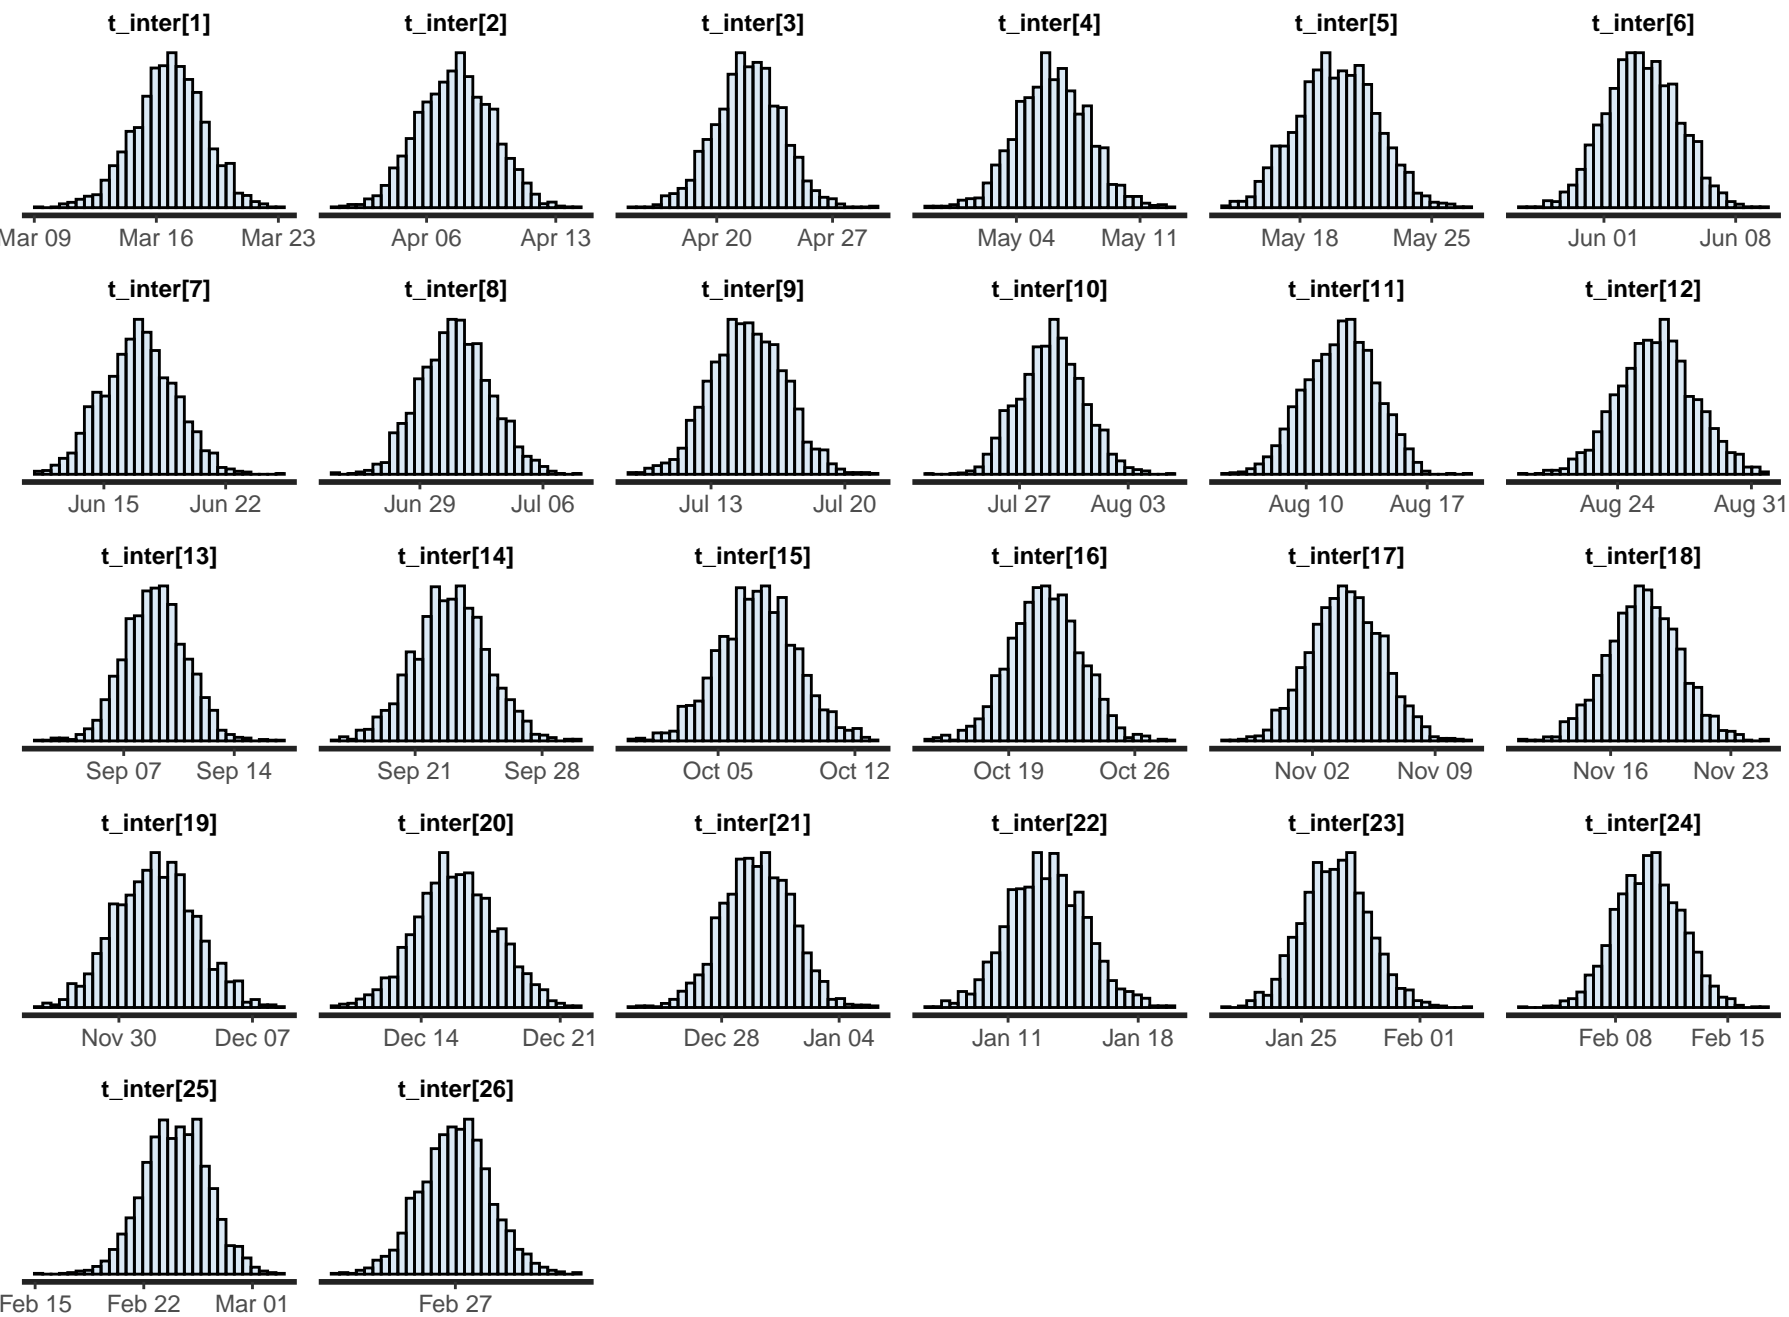 t_inter[1] t_inter[2] t_inter[3] t_inter[4] t_inter[5] t_inter[6]
Mar 09 Mar 16 Mar 23 Apr 06 Apr 13 Apr 20 Apr 27 May 04 May 11 May 18 May 25 Jun 01 Jun 08
t_inter[7] t_inter[8] t_inter[9] t_inter[10] t_inter[11] t_inter[12]
Jun 15 Jun 22 Jun 29 Jul 06 Jul 13 Jul 20 Jul 27 Aug 03 Aug 10 Aug 17 Aug 24 Aug 31
t_inter[13] t_inter[14] t_inter[15] t_inter[16] t_inter[17] t_inter[18]
Sep 07 Sep 14 Sep 21 Sep 28 Oct 05 Oct 12 Oct 19 Oct 26 Nov 02 Nov 09 Nov 16 Nov 23
t_inter[19] t_inter[20] t_inter[21] t_inter[22] t_inter[23] t_inter[24]
Nov 30 Dec 07 Dec 14 Dec 21 Dec 28 Jan 04 Jan 11 Jan 18 Jan 25 Feb 01 Feb 08 Feb 15
t_inter[25] t_inter[26]
Feb 15 Feb 22 Mar 01 Feb 27